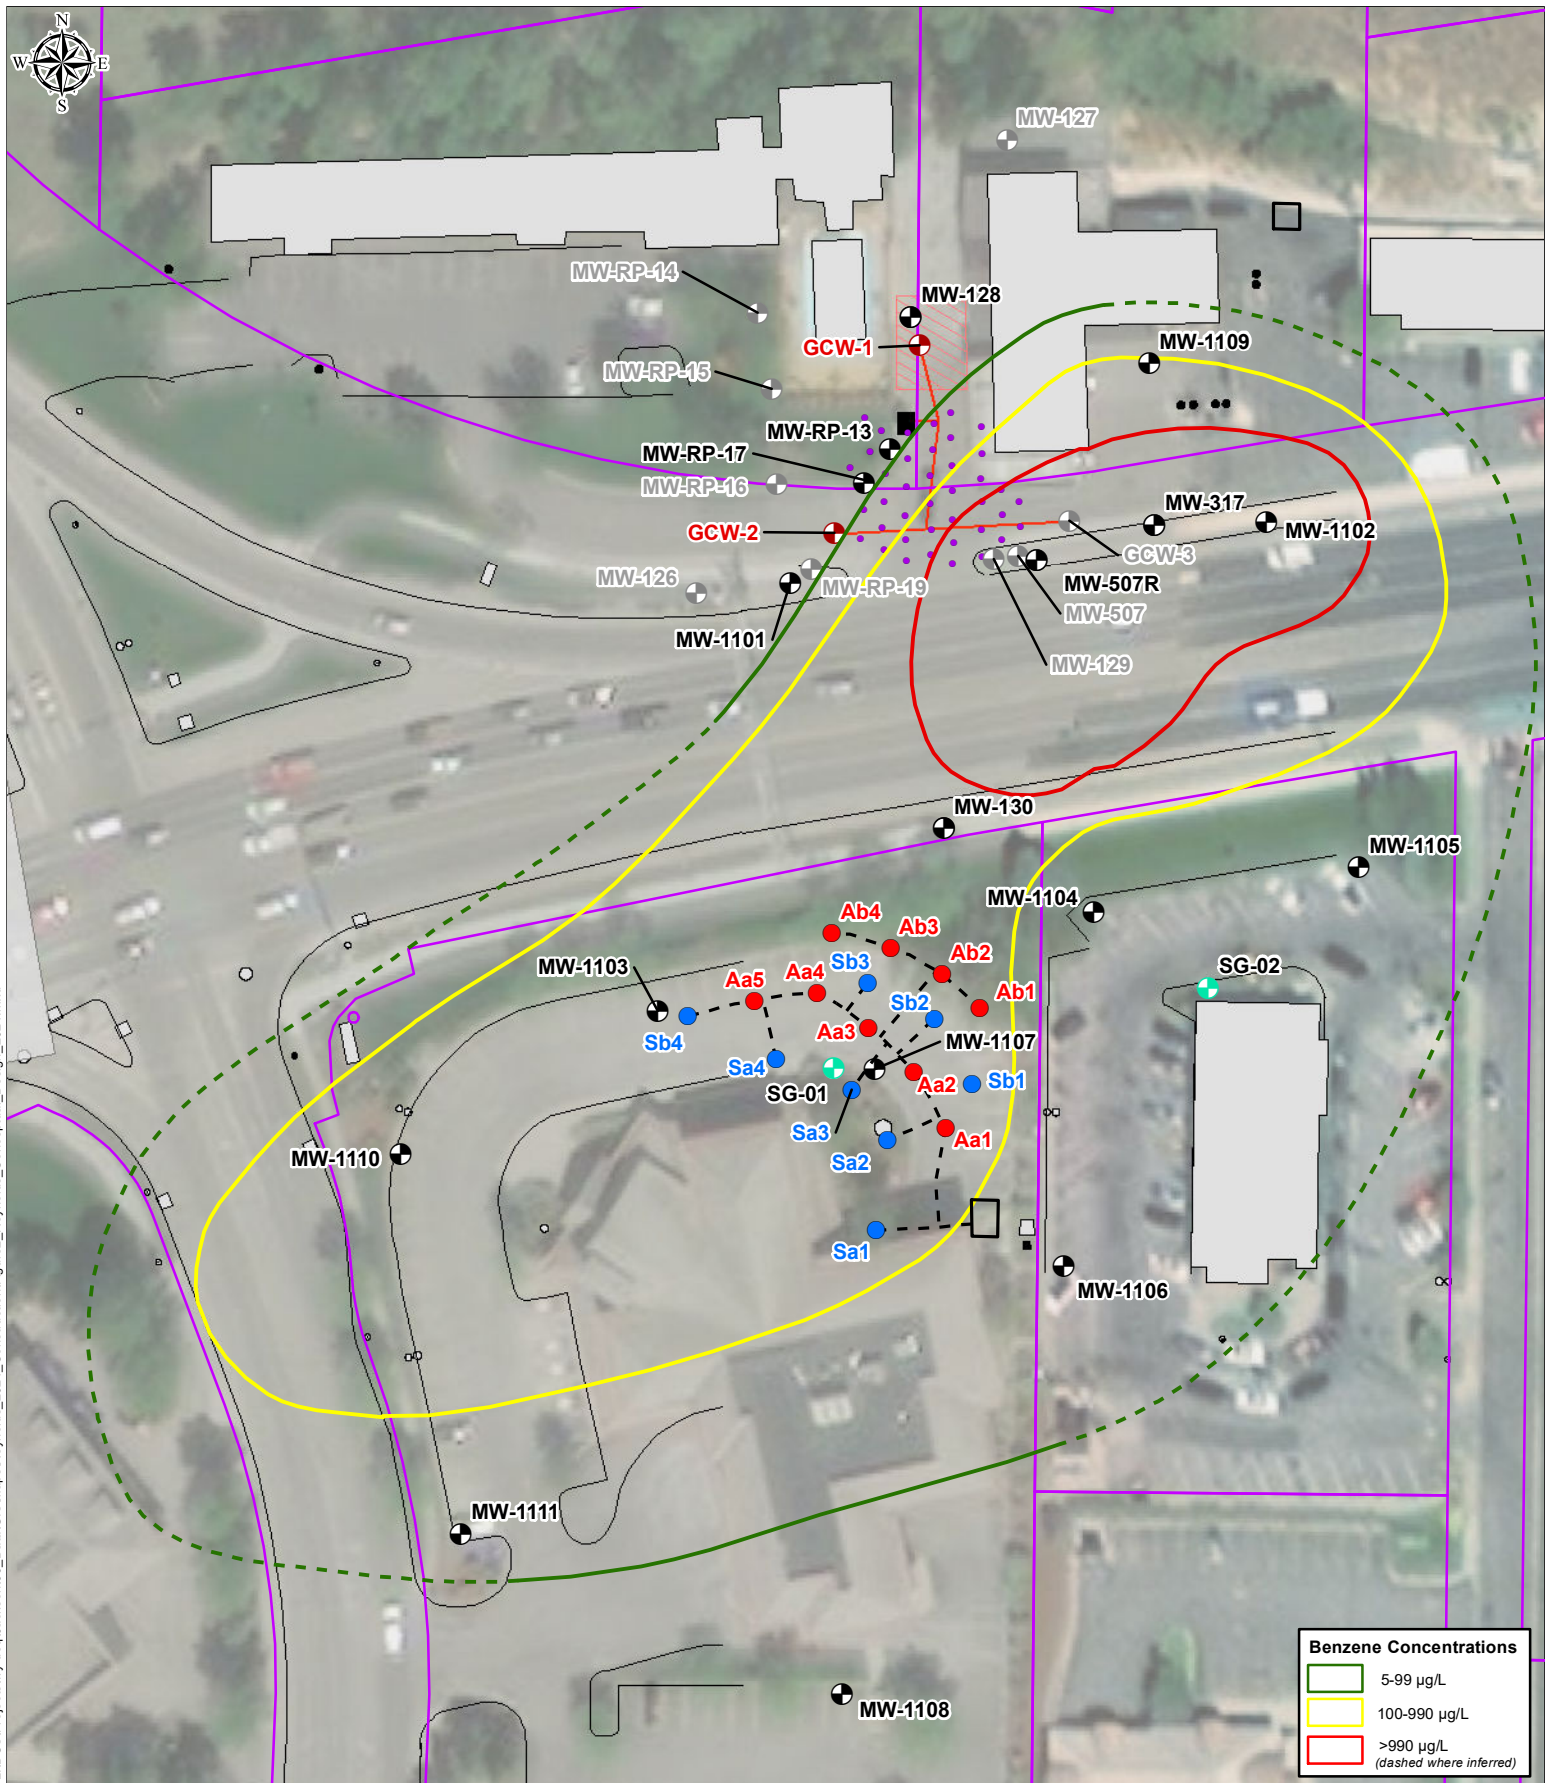 N
W E
S
MW-127
MW-RP-14
MW-128
GCW-1
MW-1109
MW-RP-15
MW-RP-13
MW-RP-17
MW-RP-16
MW-317
MW-1102
GCW-2
GCW-3
MW-126
MW-RP-19
MW-507R
MW-507
MW-1101
MW-129
MW-130
MW-1105
MW-1104
Ab4
Ab3
Ab2
Sb3
MW-1103
Aa5
Aa4
SG-02
Ab1
Sb2
Sb4
Aa3
MW-1107
Sa4
Aa2
Sb1
SG-01
Sa3
Aa1
Sa2
MW-1110
Sa1
MW-1106
MW-1111
MW-1108
Benzene Concentrations
5-99 µg/L
100-990 µg/L
>990 µg/L
(dashed where inferred)